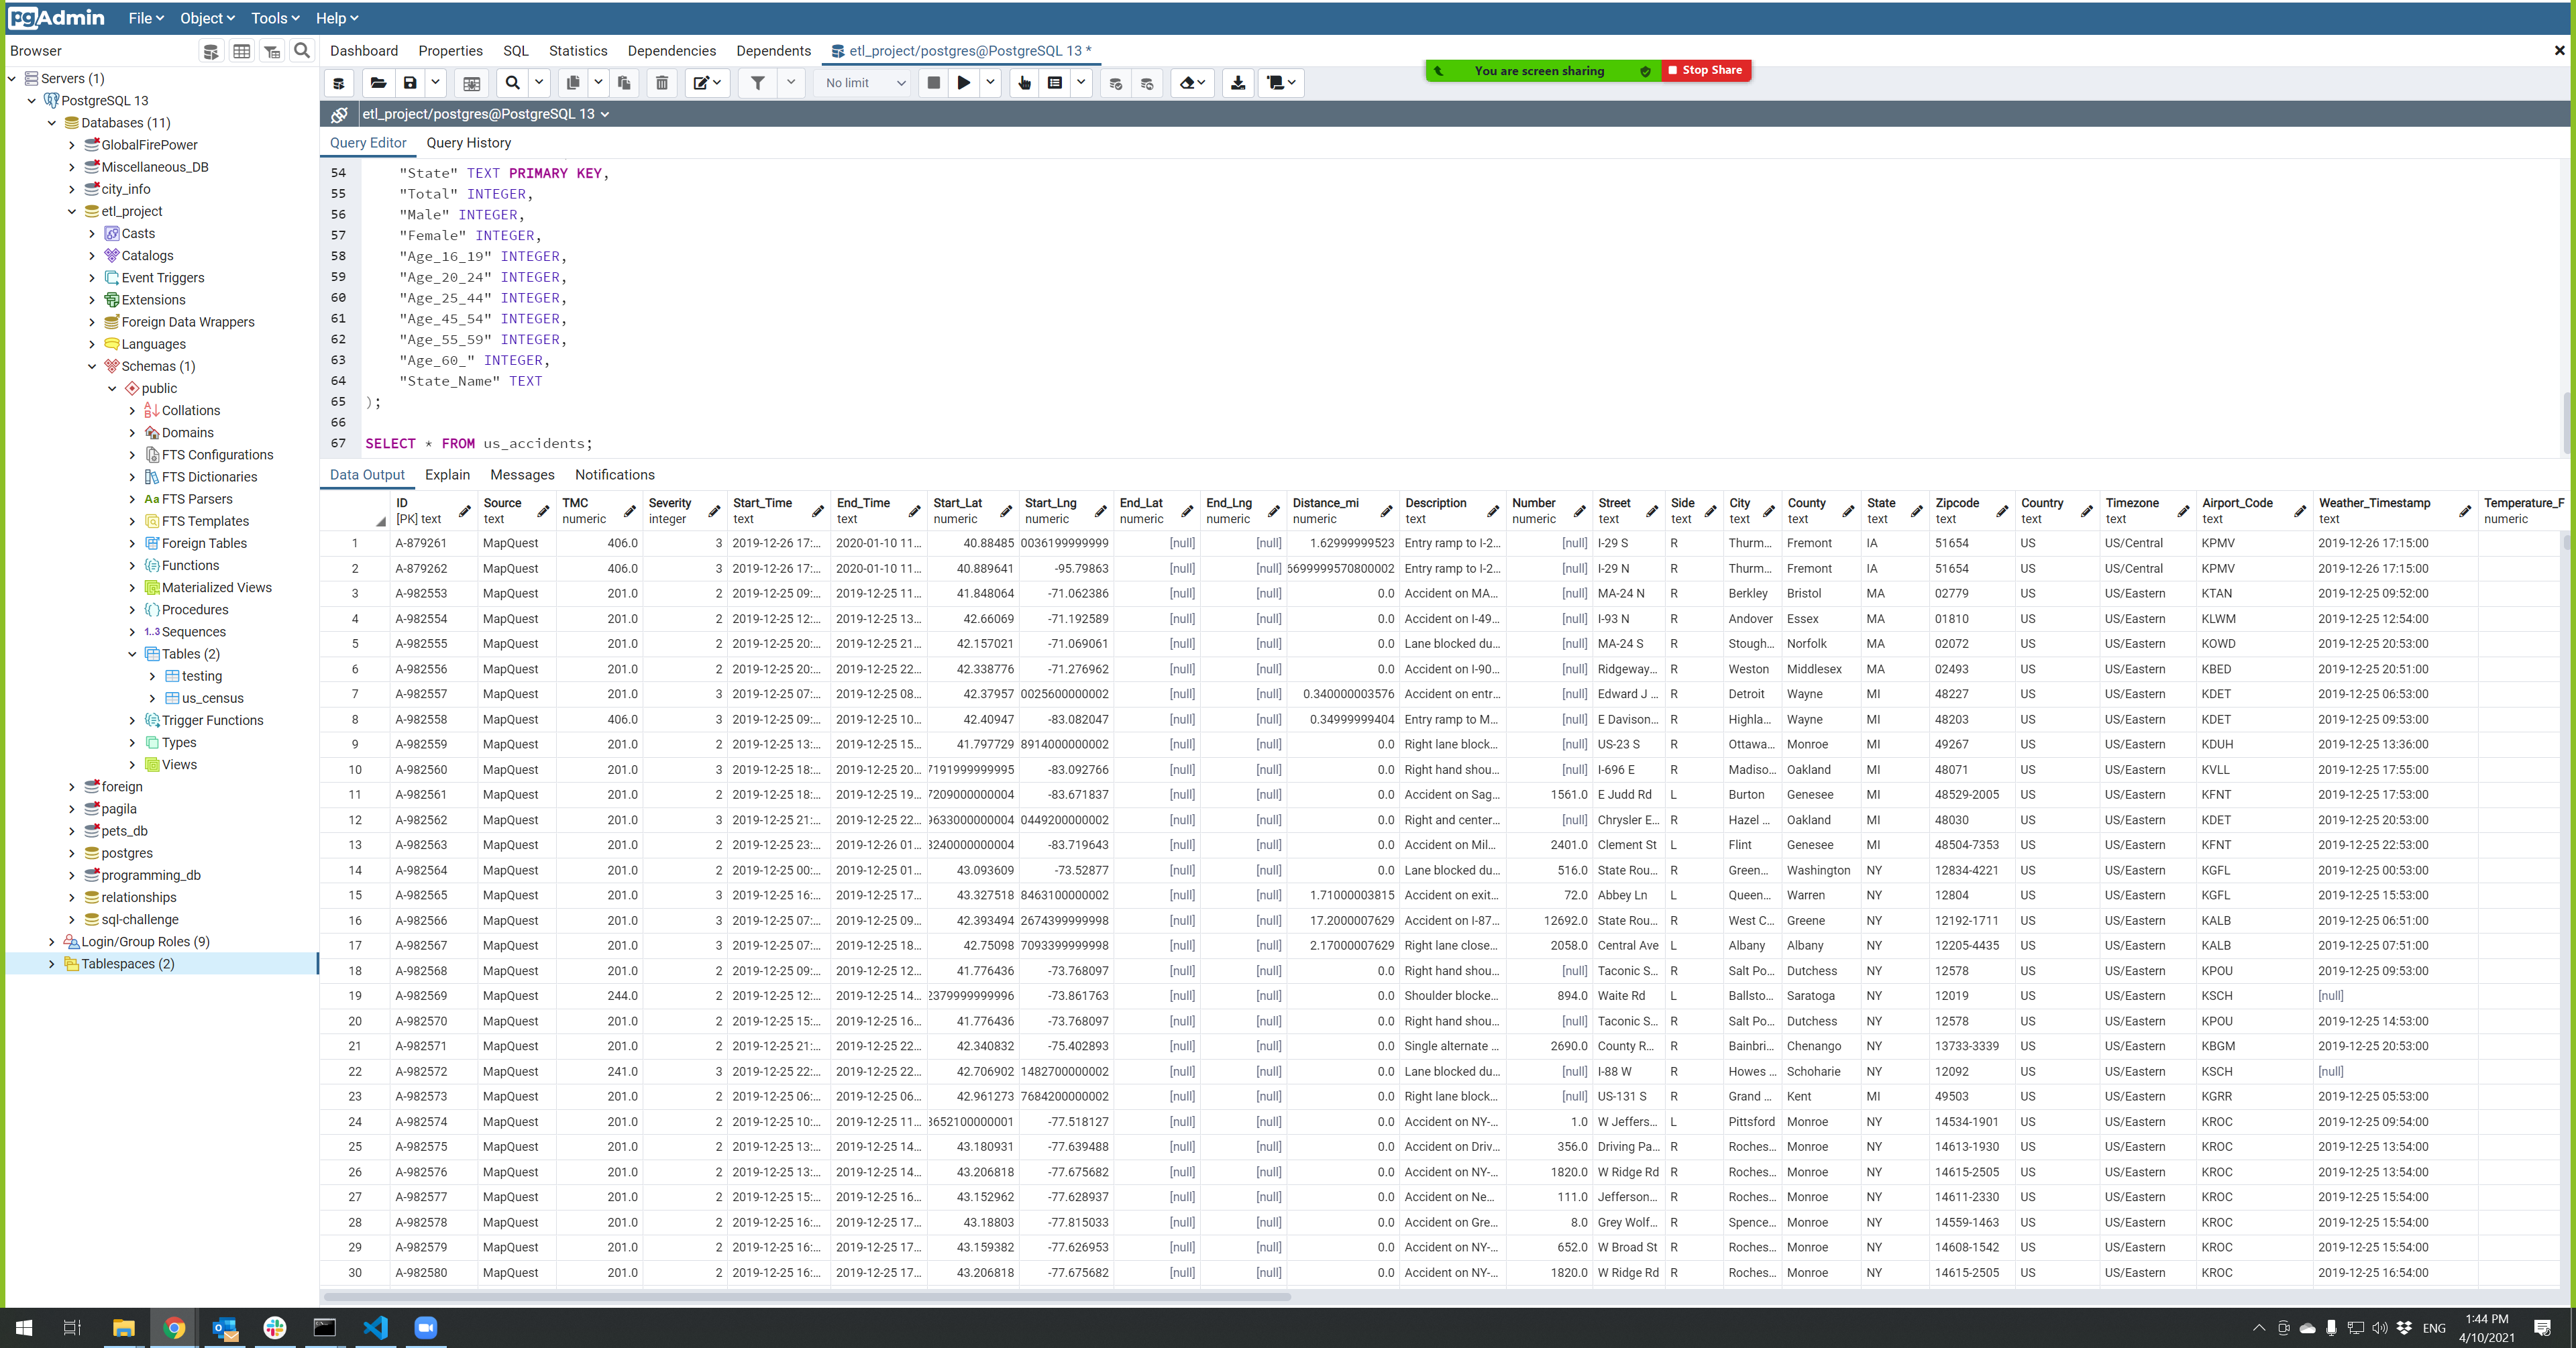 pgAdmin File Object Tools Help
Browser
Dashboard Properties SQL Statistics Dependencies Dependents etl_project/postgres@PostgreSQL 13 *
Servers (1)
PostgreSQL 13
Databases (11)
GlobalFirePower
Miscellaneous_DB
city_info
etl_project
Casts
Catalogs
Event Triggers
Extensions
Foreign Data Wrappers
Languages
Schemas (1)
public
Collations
Domains
FTS Configurations
FTS Dictionaries
FTS Parsers
FTS Templates
Foreign Tables
Functions
Materialized Views
Procedures
Sequences
Tables (2)
testing
us_census
Trigger Functions
Types
Views
foreign
pagila
pets_db
postgres
programming_db
relationships
sql-challenge
Login/Group Roles (9)
Tablespaces (2)
No limit
You are screen sharing Stop Share
etl_project/postgres@PostgreSQL 13
Query Editor Query History
54 "State" TEXT PRIMARY KEY,
55 "Total" INTEGER,
56 "Male" INTEGER,
57 "Female" INTEGER,
58 "Age_16_19" INTEGER,
59 "Age_20_24" INTEGER,
60 "Age_25_44" INTEGER,
61 "Age_45_54" INTEGER,
62 "Age_55_59" INTEGER,
63 "Age_60_" INTEGER,
64 "State_Name" TEXT
65 );
66
67 SELECT * FROM us_accidents;
Data Output Explain Messages Notifications
ID Source TMC Severity Start_Time End_Time Start_Lat Start_Lng End_Lat End_Lng Distance_mi Description Number Street Side City County State Zipcode Country Timezone Airport_Code Weather_Timestamp Temperature_F
[PK] text text numeric integer text text numeric numeric numeric numeric numeric text numeric text text text text text text text text text text numeric
1 A-879261 MapQuest 406.0 3 2019-12-26 17:... 2020-01-10 11... 40.88485 0036199999999 [null] [null] 1.62999999523 Entry ramp to I-2... [null] I-29 S R Thurm... Fremont IA 51654 US US/Central KPMV 2019-12-26 17:15:00
2 A-879262 MapQuest 406.0 3 2019-12-26 17:... 2020-01-10 11... 40.889641 -95.79863 [null] [null] 6699999570800002 Entry ramp to I-2... [null] I-29 N R Thurm... Fremont IA 51654 US US/Central KPMV 2019-12-26 17:15:00
3 A-982553 MapQuest 201.0 2 2019-12-25 09:... 2019-12-25 11... 41.848064 -71.062386 [null] [null] 0.0 Accident on MA... [null] MA-24 N R Berkley Bristol MA 02779 US US/Eastern KTAN 2019-12-25 09:52:00
4 A-982554 MapQuest 201.0 2 2019-12-25 12:... 2019-12-25 13... 42.66069 -71.192589 [null] [null] 0.0 Accident on I-49... [null] I-93 N R Andover Essex MA 01810 US US/Eastern KLWM 2019-12-25 12:54:00
5 A-982555 MapQuest 201.0 2 2019-12-25 20:... 2019-12-25 21... 42.157021 -71.069061 [null] [null] 0.0 Lane blocked du... [null] MA-24 S R Stough... Norfolk MA 02072 US US/Eastern KOWD 2019-12-25 20:53:00
6 A-982556 MapQuest 201.0 2 2019-12-25 20:... 2019-12-25 22... 42.338776 -71.276962 [null] [null] 0.0 Accident on I-90... [null] Ridgeway... R Weston Middlesex MA 02493 US US/Eastern KBED 2019-12-25 20:51:00
7 A-982557 MapQuest 201.0 3 2019-12-25 07:... 2019-12-25 08... 42.37957 0025600000002 [null] [null] 0.340000003576 Accident on entr... [null] Edward J ... R Detroit Wayne MI 48227 US US/Eastern KDET 2019-12-25 06:53:00
8 A-982558 MapQuest 406.0 3 2019-12-25 09:... 2019-12-25 10... 42.40947 -83.082047 [null] [null] 0.34999999404 Entry ramp to M... [null] E Davison... R Highla... Wayne MI 48203 US US/Eastern KDET 2019-12-25 09:53:00
9 A-982559 MapQuest 201.0 2 2019-12-25 13:... 2019-12-25 15... 41.797729 8914000000002 [null] [null] 0.0 Right lane block... [null] US-23 S R Ottawa... Monroe MI 49267 US US/Eastern KDUH 2019-12-25 13:36:00
10 A-982560 MapQuest 201.0 3 2019-12-25 18:... 2019-12-25 20... 7191999999995 -83.092766 [null] [null] 0.0 Right hand shou... [null] I-696 E R Madiso... Oakland MI 48071 US US/Eastern KVLL 2019-12-25 17:55:00
11 A-982561 MapQuest 201.0 2 2019-12-25 18:... 2019-12-25 19... 7209000000004 -83.671837 [null] [null] 0.0 Accident on Sag... 1561.0 E Judd Rd L Burton Genesee MI 48529-2005 US US/Eastern KFNT 2019-12-25 17:53:00
12 A-982562 MapQuest 201.0 3 2019-12-25 21:... 2019-12-25 22... 9633000000004 0449200000002 [null] [null] 0.0 Right and center... [null] Chrysler E... R Hazel ... Oakland MI 48030 US US/Eastern KDET 2019-12-25 20:53:00
13 A-982563 MapQuest 201.0 2 2019-12-25 23:... 2019-12-26 01... 3240000000004 -83.719643 [null] [null] 0.0 Accident on Mil... 2401.0 Clement St L Flint Genesee MI 48504-7353 US US/Eastern KFNT 2019-12-25 22:53:00
14 A-982564 MapQuest 201.0 2 2019-12-25 00:... 2019-12-25 01... 43.093609 -73.52877 [null] [null] 0.0 Lane blocked du... 516.0 State Rou... R Green... Washington NY 12834-4221 US US/Eastern KGFL 2019-12-25 00:53:00
15 A-982565 MapQuest 201.0 3 2019-12-25 16:... 2019-12-25 17... 43.327518 8463100000002 [null] [null] 1.71000003815 Accident on exit... 72.0 Abbey Ln L Queen... Warren NY 12804 US US/Eastern KGFL 2019-12-25 15:53:00
16 A-982566 MapQuest 201.0 3 2019-12-25 07:... 2019-12-25 09... 42.393494 2674399999998 [null] [null] 17.2000007629 Accident on I-87... 12692.0 State Rou... R West C... Greene NY 12192-1711 US US/Eastern KALB 2019-12-25 06:51:00
17 A-982567 MapQuest 201.0 3 2019-12-25 07:... 2019-12-25 18... 42.75098 7093399999998 [null] [null] 2.17000007629 Right lane close... 2058.0 Central Ave L Albany Albany NY 12205-4435 US US/Eastern KALB 2019-12-25 07:51:00
18 A-982568 MapQuest 201.0 2 2019-12-25 09:... 2019-12-25 12... 41.776436 -73.768097 [null] [null] 0.0 Right hand shou... [null] Taconic S... R Salt Po... Dutchess NY 12578 US US/Eastern KPOU 2019-12-25 09:53:00
19 A-982569 MapQuest 244.0 2 2019-12-25 12:... 2019-12-25 14... 2379999999996 -73.861763 [null] [null] 0.0 Shoulder blocke... 894.0 Waite Rd L Ballsto... Saratoga NY 12019 US US/Eastern KSCH [null]
20 A-982570 MapQuest 201.0 2 2019-12-25 15:... 2019-12-25 16... 41.776436 -73.768097 [null] [null] 0.0 Right hand shou... [null] Taconic S... R Salt Po... Dutchess NY 12578 US US/Eastern KPOU 2019-12-25 14:53:00
21 A-982571 MapQuest 201.0 2 2019-12-25 21:... 2019-12-25 22... 42.340832 -75.402893 [null] [null] 0.0 Single alternate ... 2690.0 County R... R Bainbri... Chenango NY 13733-3339 US US/Eastern KBGM 2019-12-25 20:53:00
22 A-982572 MapQuest 241.0 3 2019-12-25 22:... 2019-12-25 22... 42.706902 1482700000002 [null] [null] 0.0 Lane blocked du... [null] I-88 W R Howes ... Schoharie NY 12092 US US/Eastern KSCH [null]
23 A-982573 MapQuest 201.0 2 2019-12-25 06:... 2019-12-25 06... 42.961273 7684200000002 [null] [null] 0.0 Right lane block... [null] US-131 S R Grand ... Kent MI 49503 US US/Eastern KGRR 2019-12-25 05:53:00
24 A-982574 MapQuest 201.0 2 2019-12-25 10:... 2019-12-25 11... 3652100000001 -77.518127 [null] [null] 0.0 Accident on NY-... 1.0 W Jeffers... L Pittsford Monroe NY 14534-1901 US US/Eastern KROC 2019-12-25 09:54:00
25 A-982575 MapQuest 201.0 2 2019-12-25 13:... 2019-12-25 14... 43.180931 -77.639488 [null] [null] 0.0 Accident on Driv... 356.0 Driving Pa... R Roches... Monroe NY 14613-1930 US US/Eastern KROC 2019-12-25 13:54:00
26 A-982576 MapQuest 201.0 2 2019-12-25 13:... 2019-12-25 14... 43.206818 -77.675682 [null] [null] 0.0 Accident on NY-... 1820.0 W Ridge Rd R Roches... Monroe NY 14615-2505 US US/Eastern KROC 2019-12-25 13:54:00
27 A-982577 MapQuest 201.0 2 2019-12-25 15:... 2019-12-25 16... 43.152962 -77.628937 [null] [null] 0.0 Accident on Ne... 111.0 Jefferson... R Roches... Monroe NY 14611-2330 US US/Eastern KROC 2019-12-25 15:54:00
28 A-982578 MapQuest 201.0 2 2019-12-25 16:... 2019-12-25 17... 43.18803 -77.815033 [null] [null] 0.0 Accident on Gre... 8.0 Grey Wolf... R Spence... Monroe NY 14559-1463 US US/Eastern KROC 2019-12-25 15:54:00
29 A-982579 MapQuest 201.0 2 2019-12-25 16:... 2019-12-25 17... 43.159382 -77.626953 [null] [null] 0.0 Accident on NY-... 652.0 W Broad St R Roches... Monroe NY 14608-1542 US US/Eastern KROC 2019-12-25 15:54:00
30 A-982580 MapQuest 201.0 2 2019-12-25 16:... 2019-12-25 17... 43.206818 -77.675682 [null] [null] 0.0 Accident on NY-... 1820.0 W Ridge Rd R Roches... Monroe NY 14615-2505 US US/Eastern KROC 2019-12-25 16:54:00
ENG
1:44 PM
4/10/2021